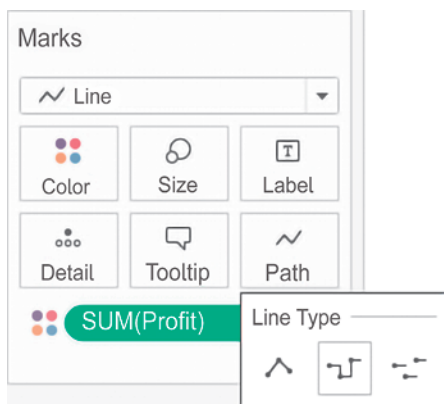 Marks
Line
Color Size Label
Detail Tooltip Path
SUM(Profit)
Line Type